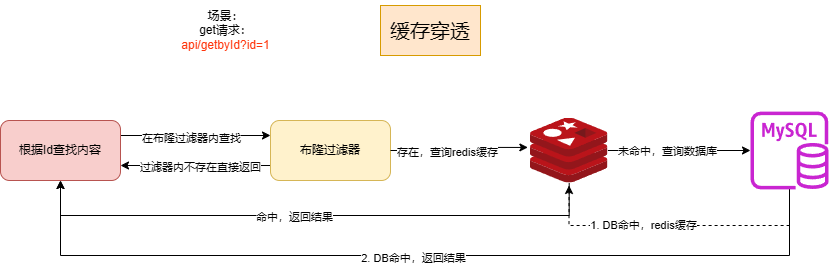 场景：
get请求：
api/getbyId?id=1
缓存穿透
根据Id查找内容
在布隆过滤器内查找
过滤器内不存在直接返回
布隆过滤器
存在，查询redis缓存
未命中，查询数据库
MySQL
命中，返回结果
1. DB命中，redis缓存
2. DB命中，返回结果